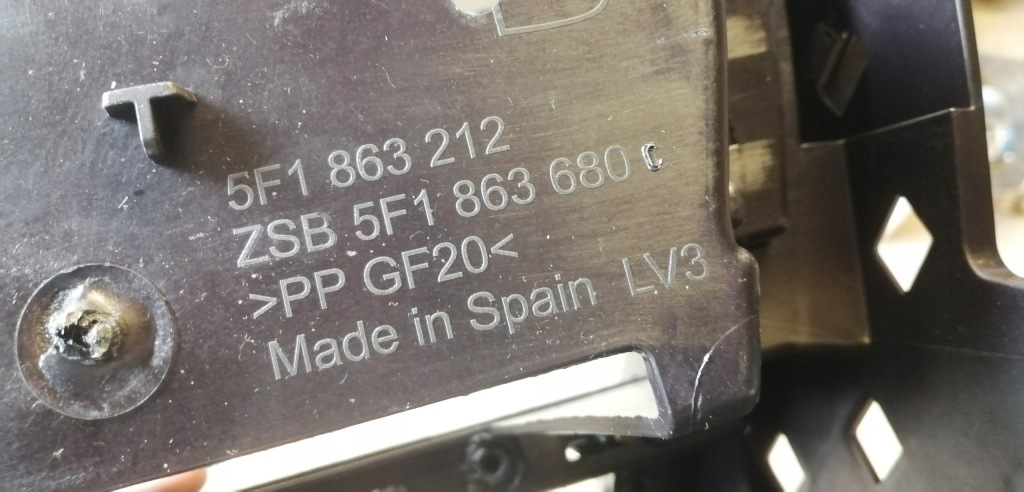 5F1 863 212
ZSB 5F1 863 680 C
>PP GF20<
Made in Spain LV3